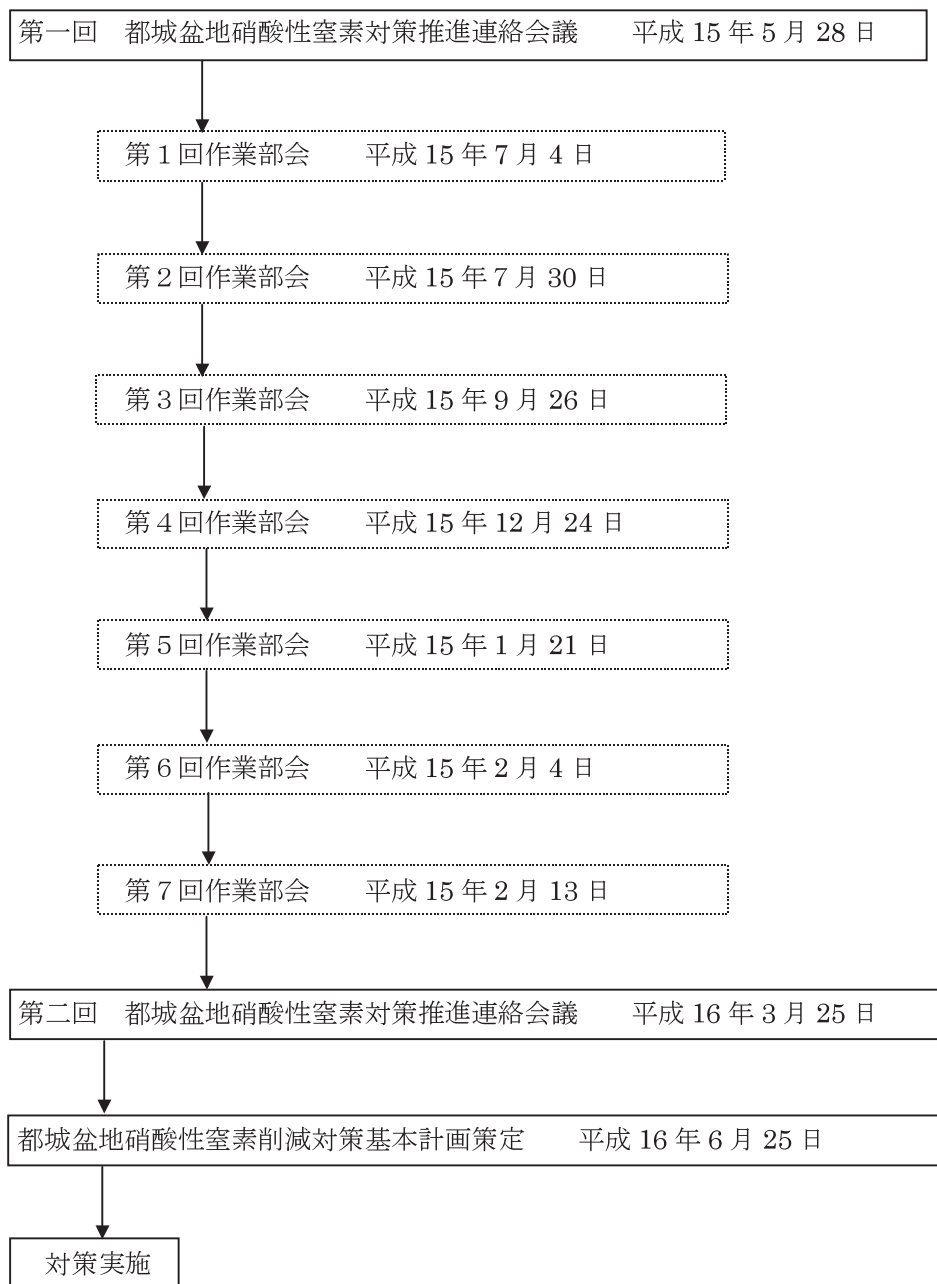 第一回　都城盆地硝酸性窒素対策推進連絡会議　　平成 15 年 5 月 28 日
第１回作業部会　　平成 15 年 7 月 4 日
第２回作業部会　　平成 15 年 7 月 30 日
第３回作業部会　　平成 15 年 9 月 26 日
第４回作業部会　　平成 15 年 12 月 24 日
第５回作業部会　　平成 15 年 1 月 21 日
第６回作業部会　　平成 15 年 2 月 4 日
第７回作業部会　　平成 15 年 2 月 13 日
第二回　都城盆地硝酸性窒素対策推進連絡会議　　平成 16 年 3 月 25 日
都城盆地硝酸性窒素削減対策基本計画策定　　平成 16 年 6 月 25 日
対策実施